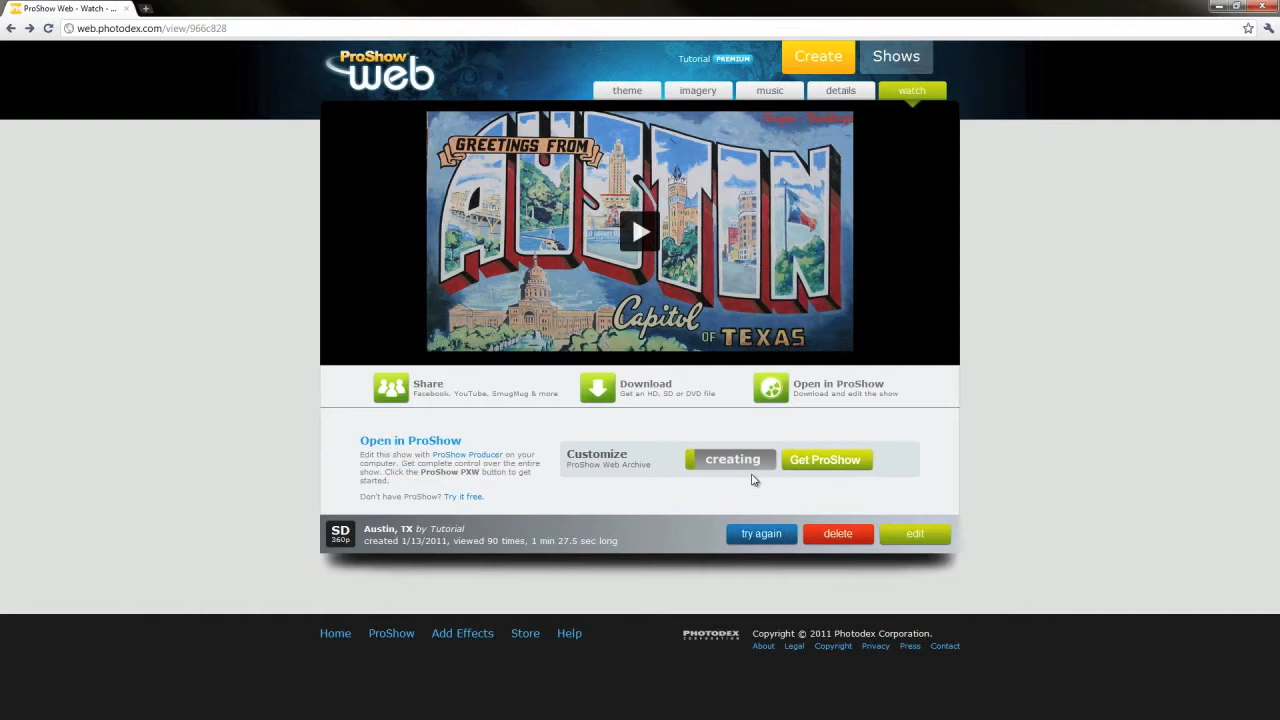 ProShow Web - Watch - ...
web.photodex.com/view/966c828
ProShow
web
Tutorial PREMIUM
Create
Shows
theme
imagery
music
details
watch
GREETINGS FROM
AUSTIN
Capitol
OF TEXAS
Share
Facebook, YouTube, SmugMug & more
Download
Get an HD, SD or DVD file
Open in ProShow
Download and edit the show
Open in ProShow
Edit this show with ProShow Producer on your
computer. Get complete control over the entire
show. Click the ProShow PXW button to get
started.
Don't have ProShow? Try it free.
Customize
ProShow Web Archive
creating
Get ProShow
SD
360p
Austin, TX by Tutorial
created 1/13/2011, viewed 90 times, 1 min 27.5 sec long
try again
delete
edit
Home
ProShow
Add Effects
Store
Help
PHOTODEX
CORPORATION
Copyright © 2011 Photodex Corporation.
About
Legal
Copyright
Privacy
Press
Contact